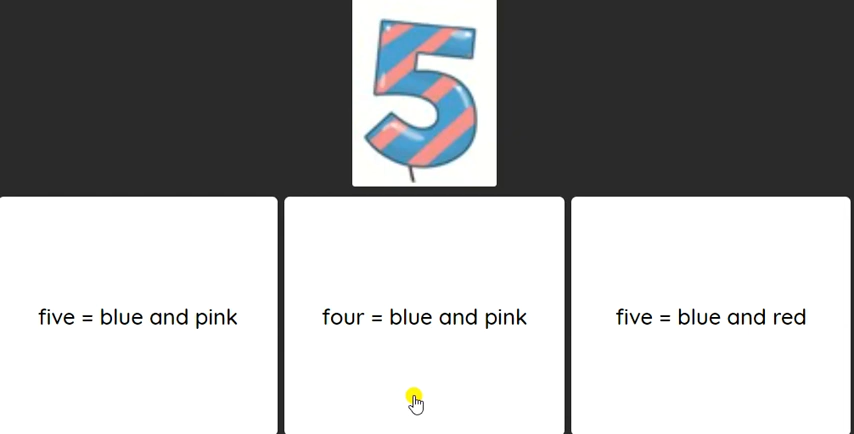 5
five = blue and pink
four = blue and pink
five = blue and red